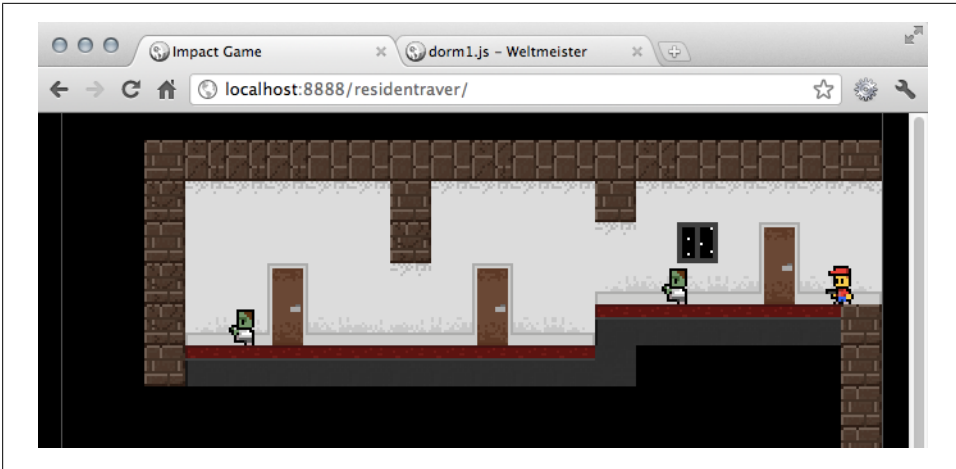 Impact Game
dorm1.js – Weltmeister
localhost:8888/residentraver/